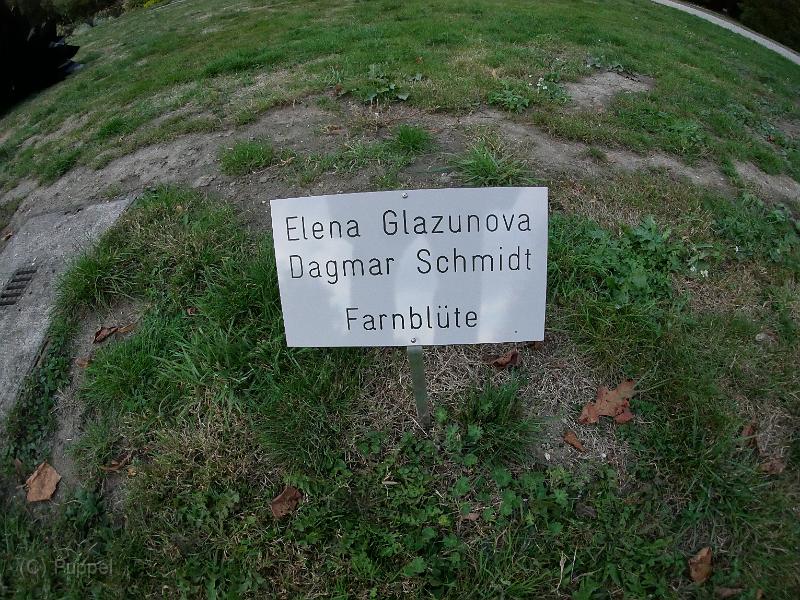 Elena Glazunova
Dagmar Schmidt
Farnblüte
(C) Puppel